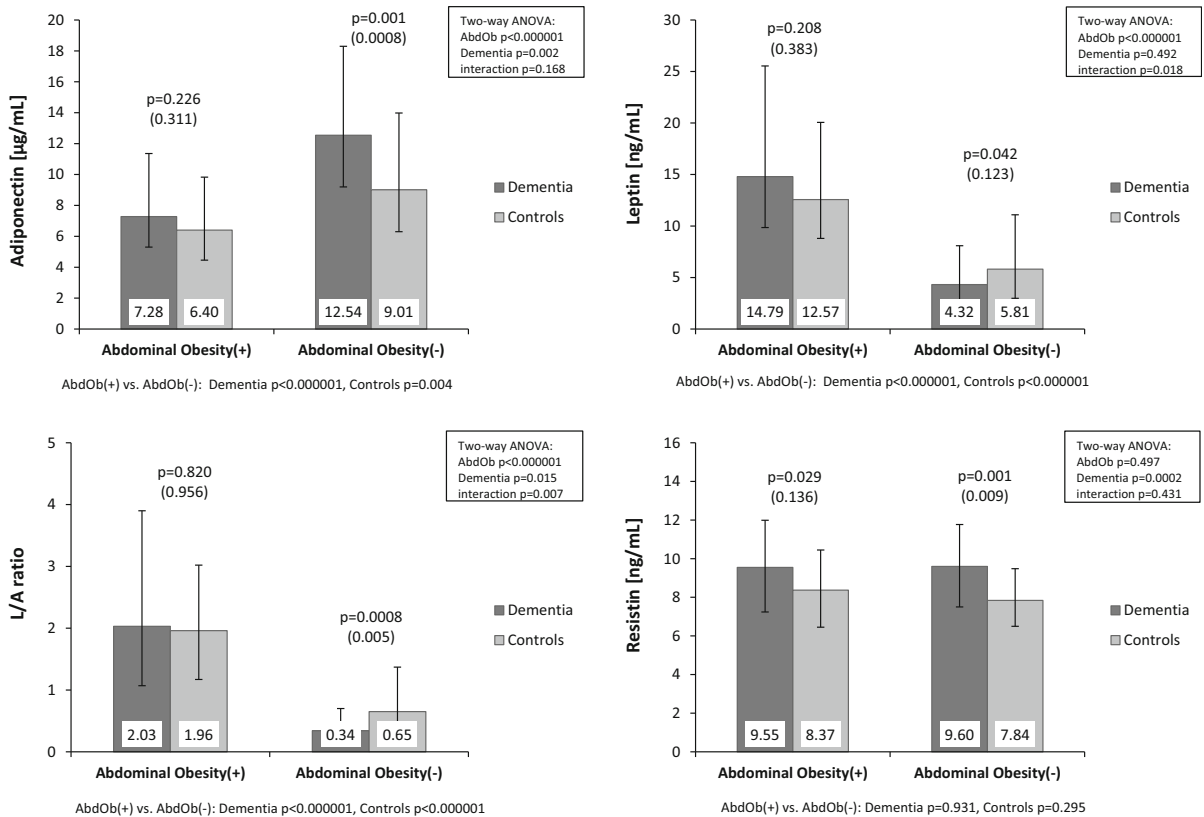 Adiponectin [µg/mL]
20
18
16
14
12
10
8
6
4
2
0
p=0.226
(0.311)
p=0.001
(0.0008)
Two-way ANOVA:
AbdOb p<0.000001
Dementia p=0.002
interaction p=0.168
Dementia
Controls
7.28 6.40 12.54 9.01
Abdominal Obesity(+) Abdominal Obesity(-)
AbdOb(+) vs. AbdOb(-): Dementia p<0.000001, Controls p=0.004
Leptin [ng/mL]
30
25
20
15
10
5
0
p=0.208
(0.383)
p=0.042
(0.123)
Two-way ANOVA:
AbdOb p<0.000001
Dementia p=0.492
interaction p=0.018
Dementia
Controls
14.79 12.57 4.32 5.81
Abdominal Obesity(+) Abdominal Obesity(-)
AbdOb(+) vs. AbdOb(-): Dementia p<0.000001, Controls p<0.000001
L/A ratio
5
4
3
2
1
0
p=0.820
(0.956)
p=0.0008
(0.005)
Two-way ANOVA:
AbdOb p<0.000001
Dementia p=0.015
interaction p=0.007
Dementia
Controls
2.03 1.96 0.34 0.65
Abdominal Obesity(+) Abdominal Obesity(-)
AbdOb(+) vs. AbdOb(-): Dementia p<0.000001, Controls p<0.000001
Resistin [ng/mL]
16
14
12
10
8
6
4
2
0
p=0.029
(0.136)
p=0.001
(0.009)
Two-way ANOVA:
AbdOb p=0.497
Dementia p=0.0002
interaction p=0.431
Dementia
Controls
9.55 8.37 9.60 7.84
Abdominal Obesity(+) Abdominal Obesity(-)
AbdOb(+) vs. AbdOb(-): Dementia p=0.931, Controls p=0.295